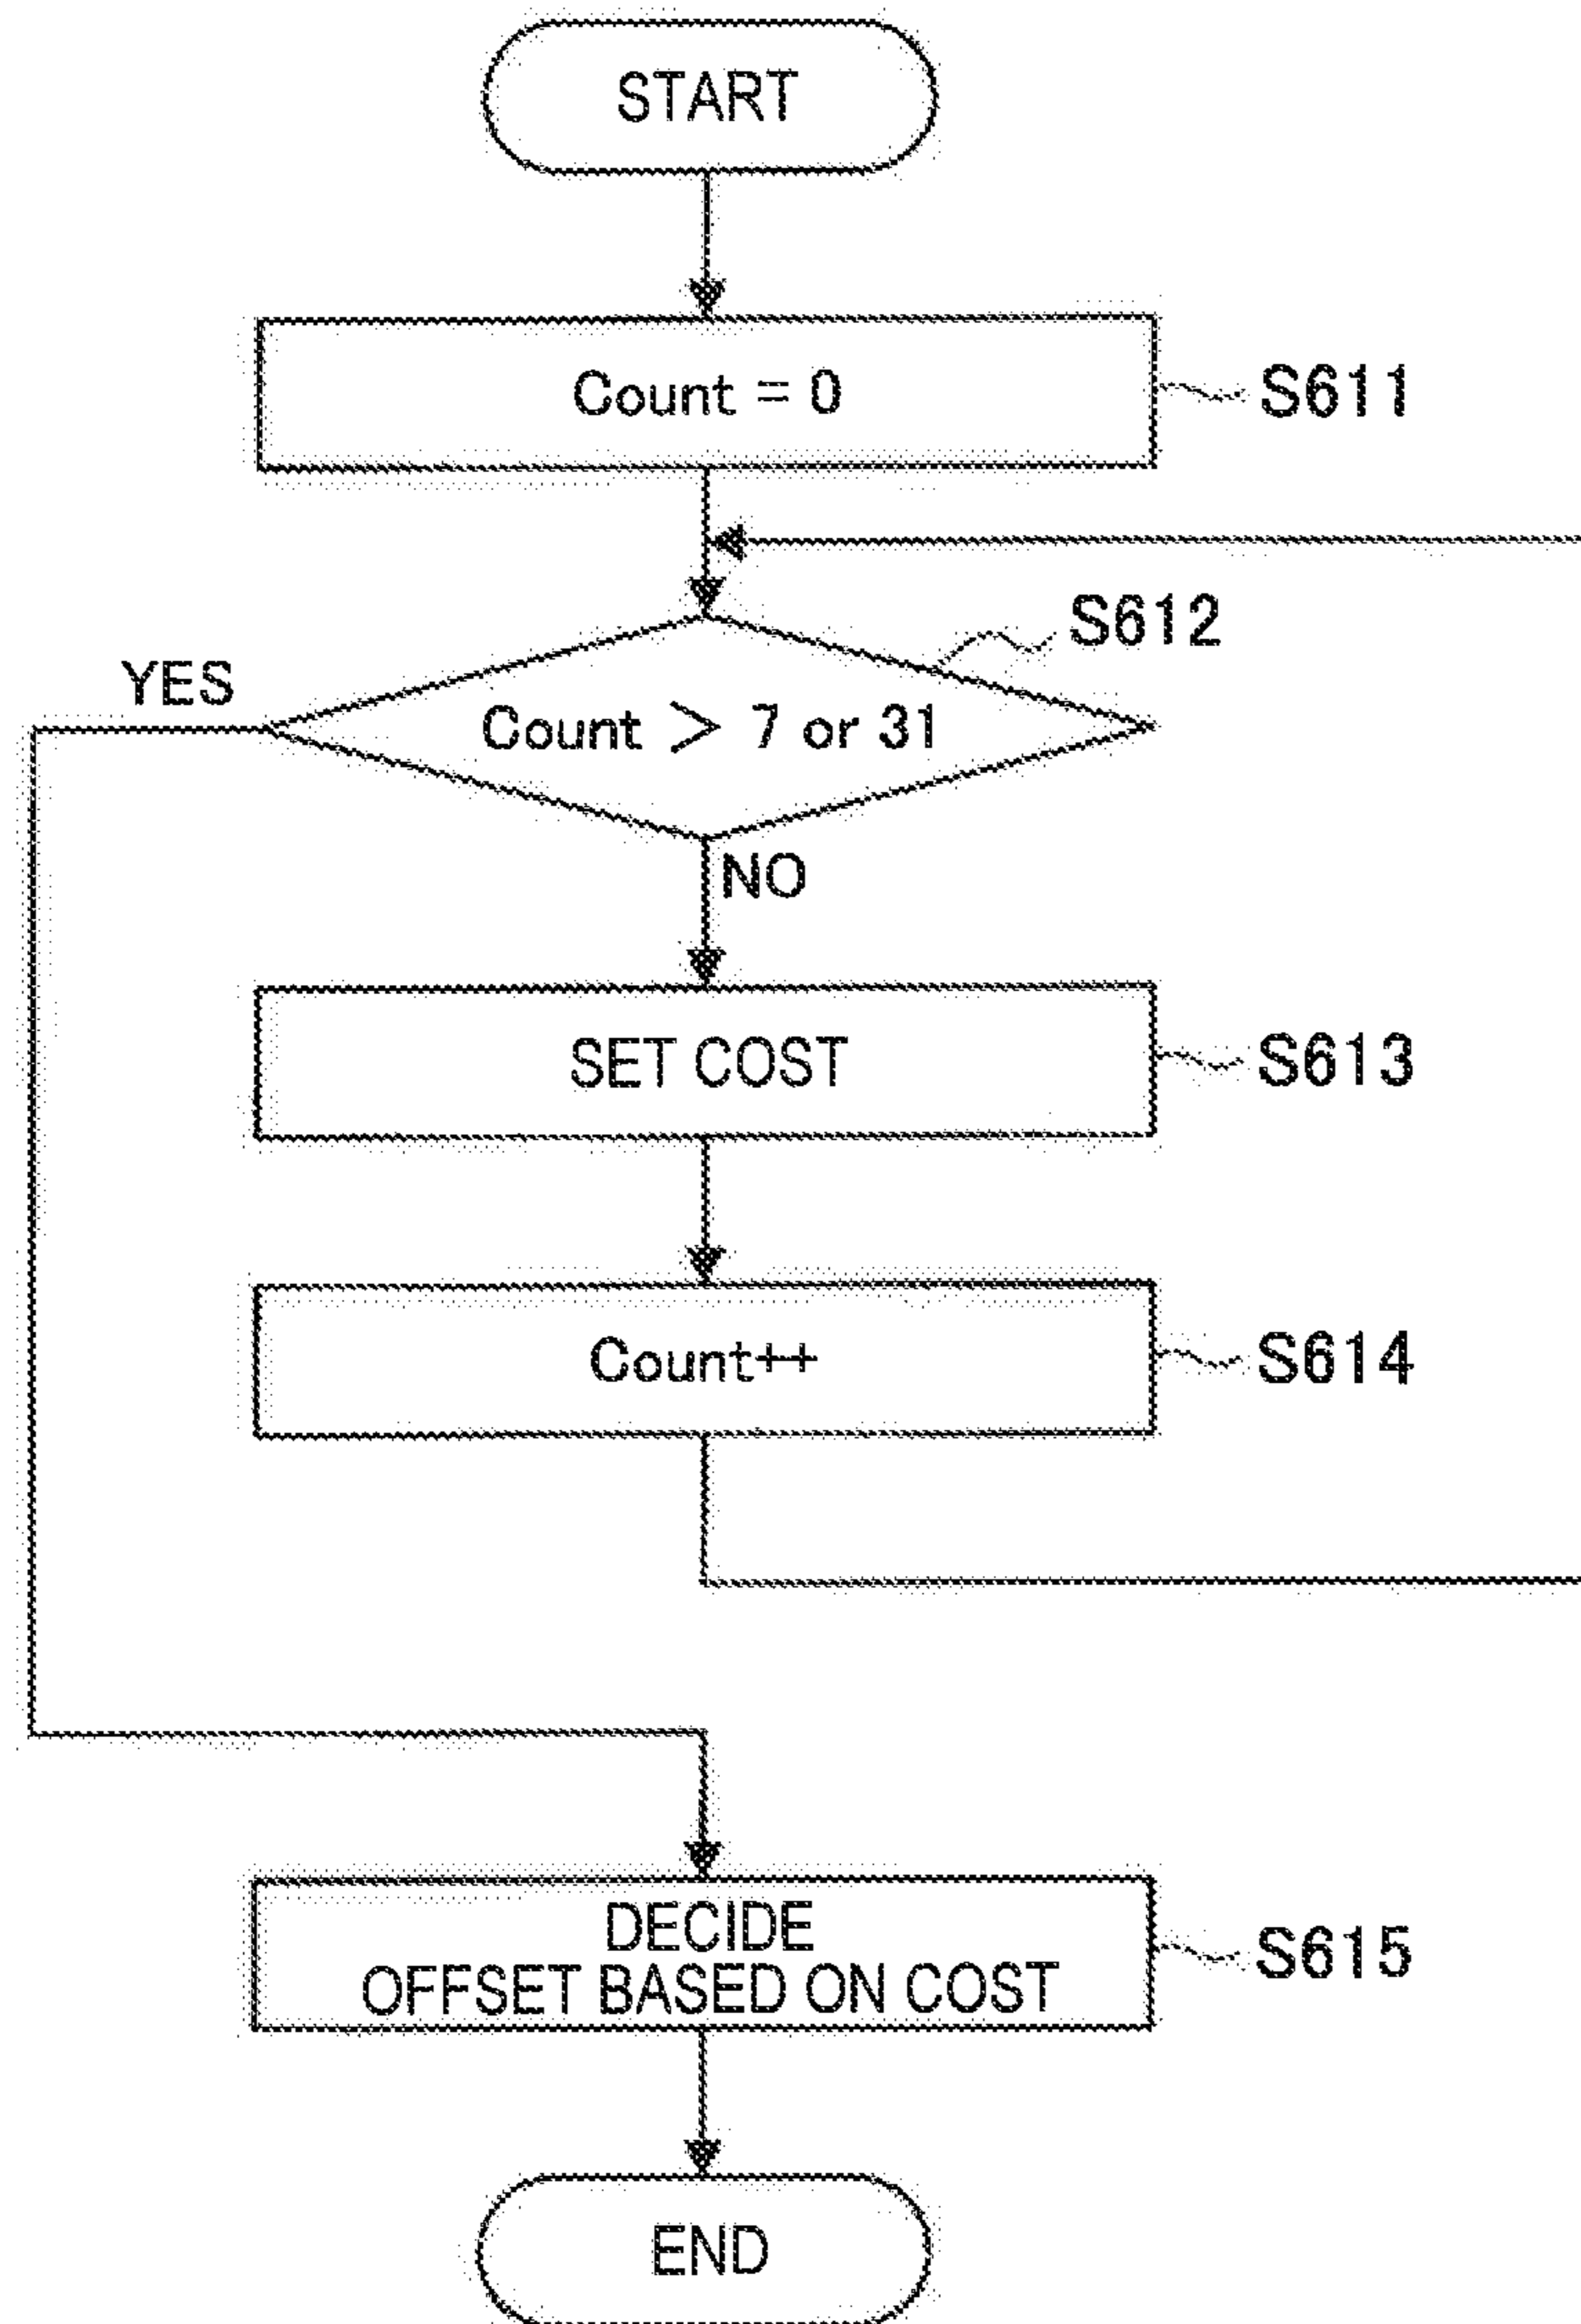 START
Count = 0
S611
S612
YES
Count > 7 or 31
NO
SET COST
S613
Count++
S614
DECIDE
OFFSET BASED ON COST
S615
END